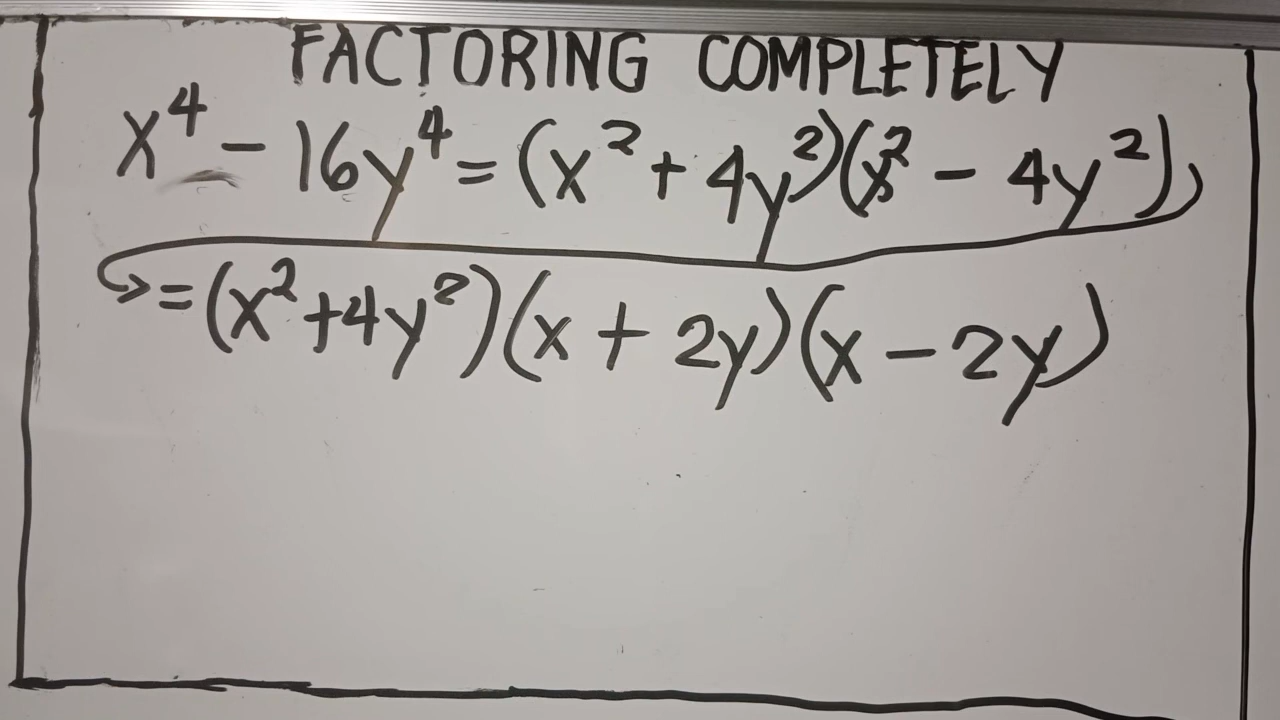 FACTORING COMPLETELY
x⁴ - 16y⁴ = (x² + 4y²)(x² - 4y²)
= (x² + 4y²)(x + 2y)(x - 2y)